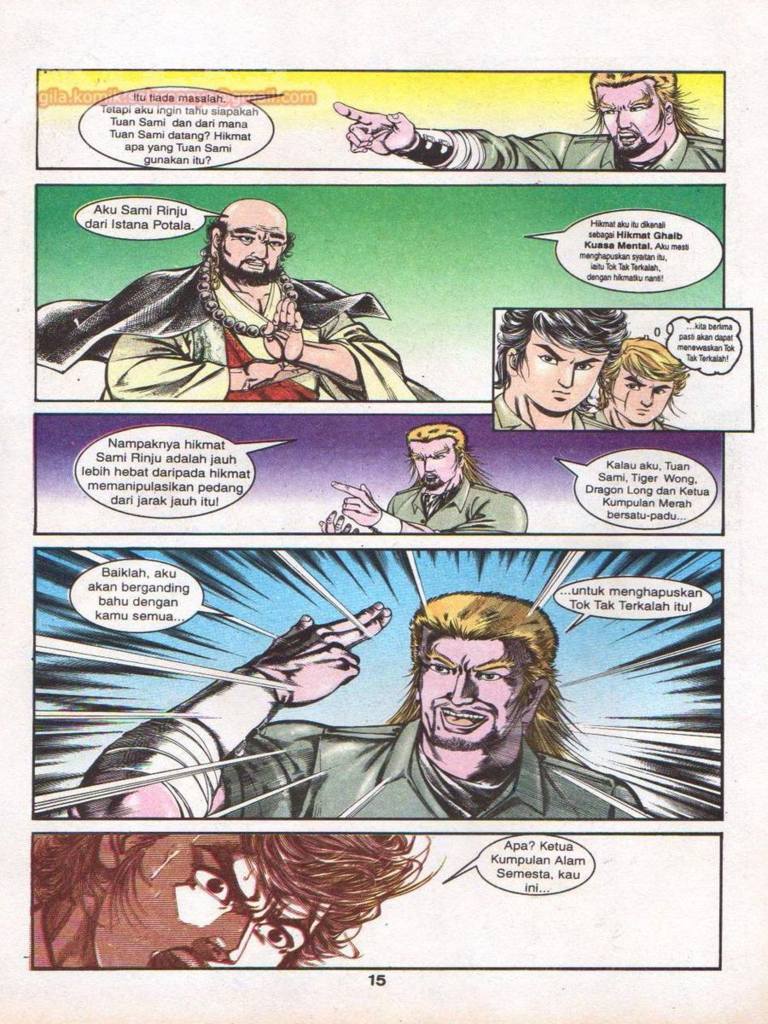 Itu tiada masalah.
Tetapi aku ingin tahu siapakah
Tuan Sami dan dari mana
Tuan Sami datang? Hikmat
apa yang Tuan Sami
gunakan itu?
Aku Sami Rinju
dari Istana Potala.
Hikmat aku itu dikenali
sebagai Hikmat Ghaib
Kuasa Mental. Aku mesti
menghapuskan syaitan itu,
iaitu Tok Tak Terkalah,
dengan hikmatku nanti!
...kita berlima
pasti akan dapat
menewaskan Tok
Tak Terkalah!
Nampaknya hikmat
Sami Rinju adalah jauh
lebih hebat daripada hikmat
memanipulasikan pedang
dari jarak jauh itu!
Kalau aku, Tuan
Sami, Tiger Wong,
Dragon Long dan Ketua
Kumpulan Merah
bersatu-padu...
Baiklah, aku
akan berganding
bahu dengan
kamu semua...
...untuk menghapuskan
Tok Tak Terkalah itu!
Apa? Ketua
Kumpulan Alam
Semesta, kau
ini...
15